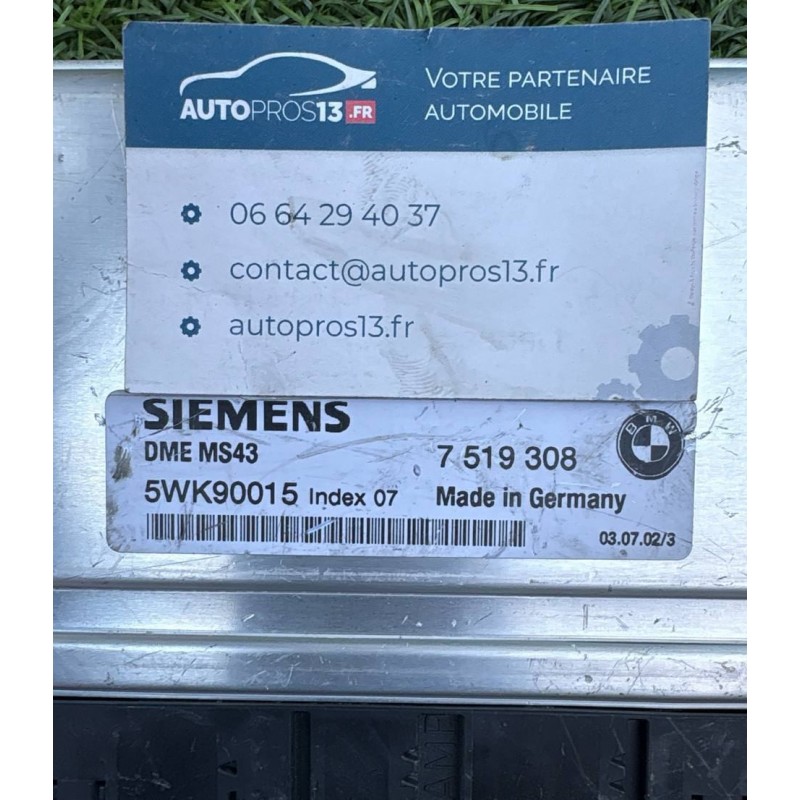 AUTOPROS13.FR
VOTRE PARTENAIRE
AUTOMOBILE
06 64 29 40 37
contact@autopros13.fr
autopros13.fr
SIEMENS
DME MS43
7 519 308
BMW
5WK90015 Index 07
Made in Germany
03.07.02/3